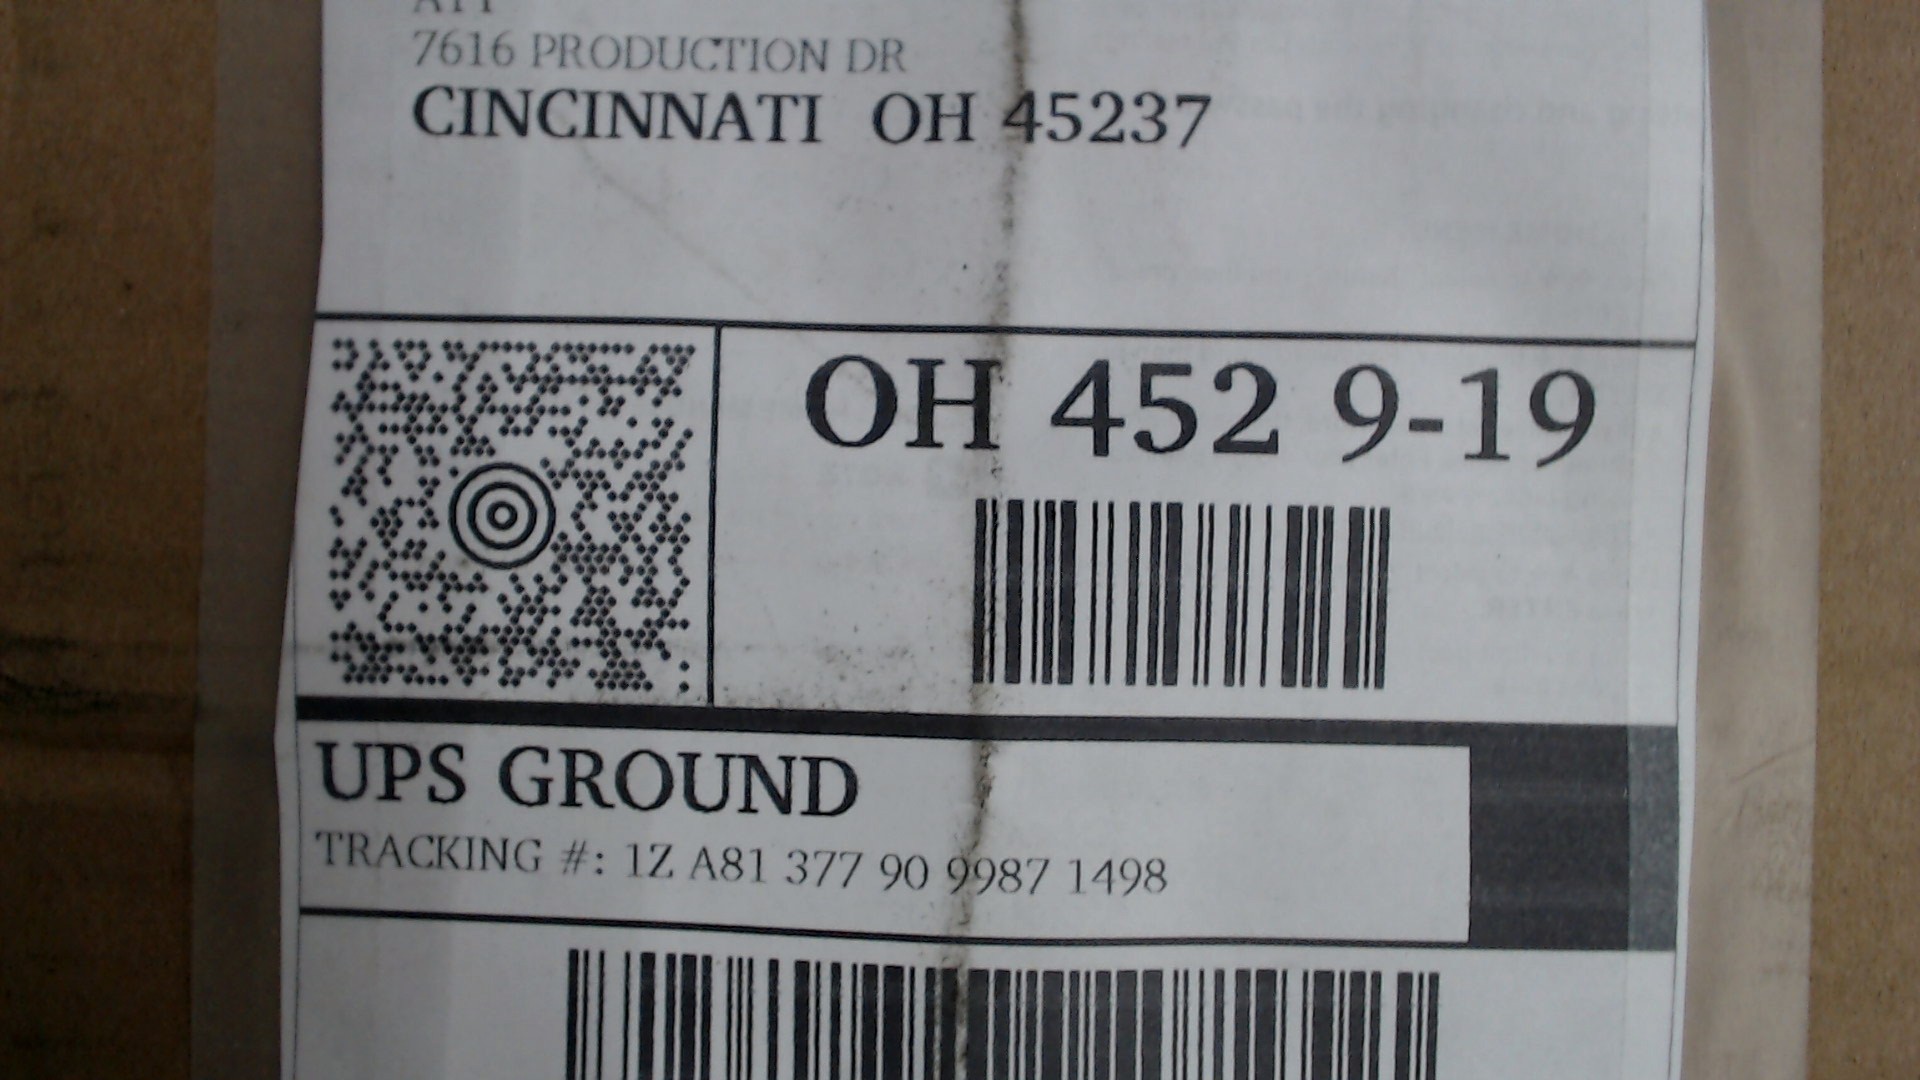 7616 PRODUCTION DR
CINCINNATI OH 45237
OH 452 9-19
UPS GROUND
TRACKING #: 1Z A81 377 90 9987 1498